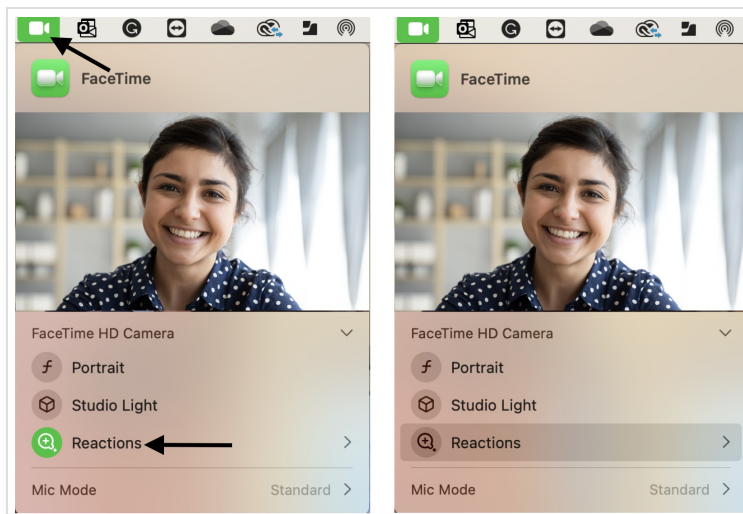 FaceTime
FaceTime HD Camera
Portrait
Studio Light
Reactions
Mic Mode Standard
FaceTime
FaceTime HD Camera
Portrait
Studio Light
Reactions
Mic Mode Standard